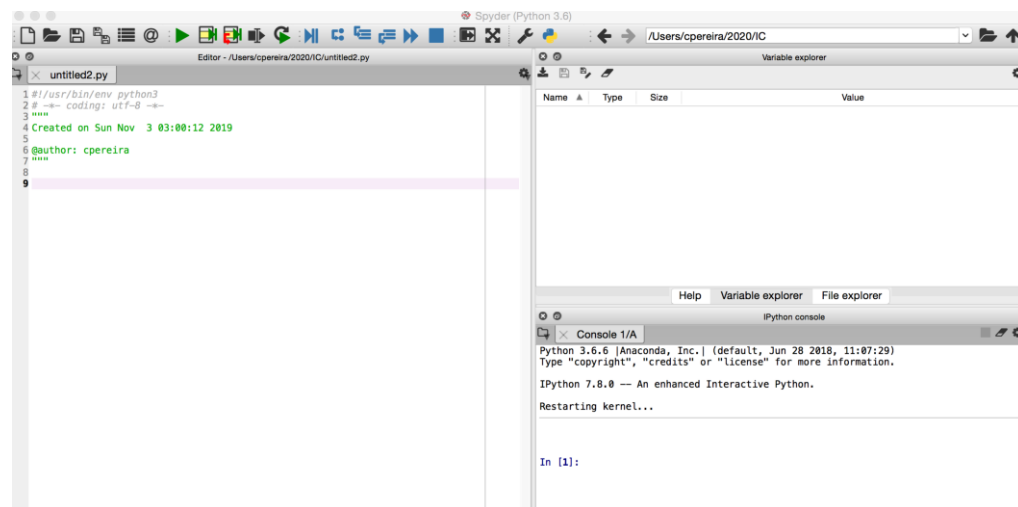 Spyder (Python 3.6)
/Users/cpereira/2020/IC
Editor - /Users/cpereira/2020/IC/untitled2.py
untitled2.py
1 #!/usr/bin/env python3
2 # -*- coding: utf-8 -*-
3 """
4 Created on Sun Nov  3 03:00:12 2019
5
6 @author: cpereira
7 """
8
9
Variable explorer
Name Type Size Value
Help Variable explorer File explorer
IPython console
Console 1/A
Python 3.6.6 |Anaconda, Inc.| (default, Jun 28 2018, 11:07:29)
Type "copyright", "credits" or "license" for more information.
IPython 7.8.0 -- An enhanced Interactive Python.
Restarting kernel...
In [1]: